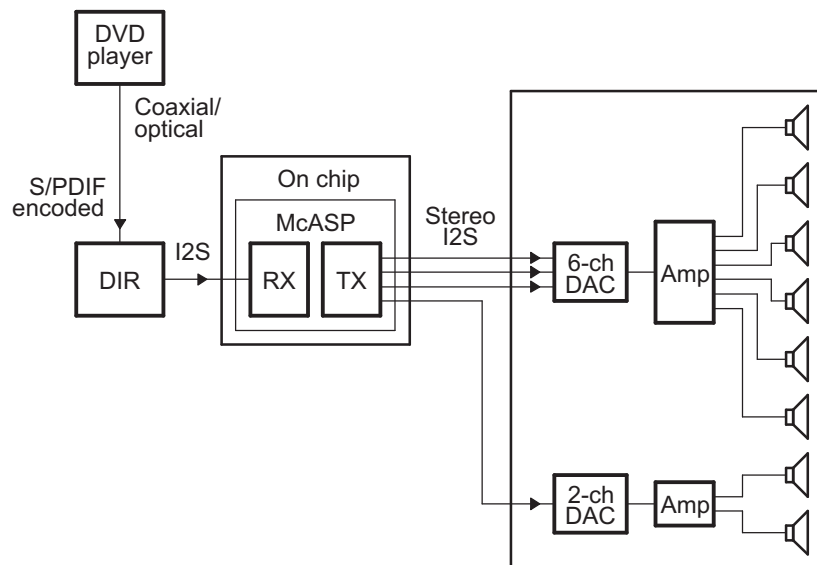 DVD
player
Coaxial/
optical
S/PDIF
encoded
DIR
I2S
On chip
McASP
RX
TX
Stereo
I2S
6-ch
DAC
Amp
2-ch
DAC
Amp